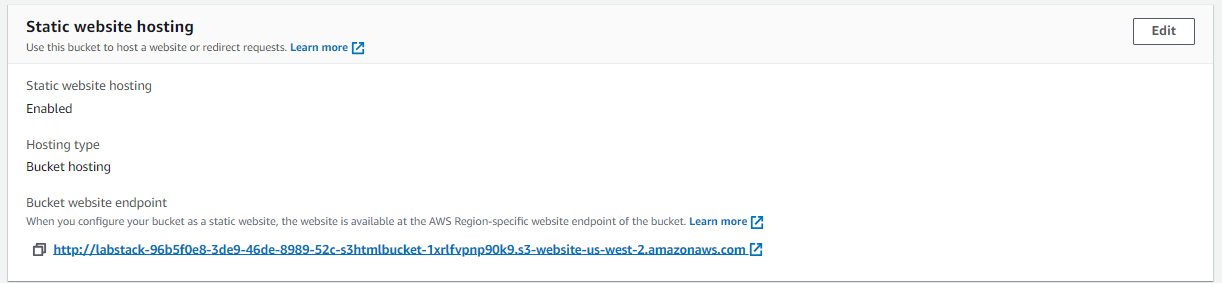 Static website hosting
Edit
Use this bucket to host a website or redirect requests. Learn more
Static website hosting
Enabled
Hosting type
Bucket hosting
Bucket website endpoint
When you configure your bucket as a static website, the website is available at the AWS Region-specific website endpoint of the bucket. Learn more
http://labstack-96b5f0e8-3de9-46de-8989-52c-s3htmlbucket-1xrlfvpnp90k9.s3-website-us-west-2.amazonaws.com